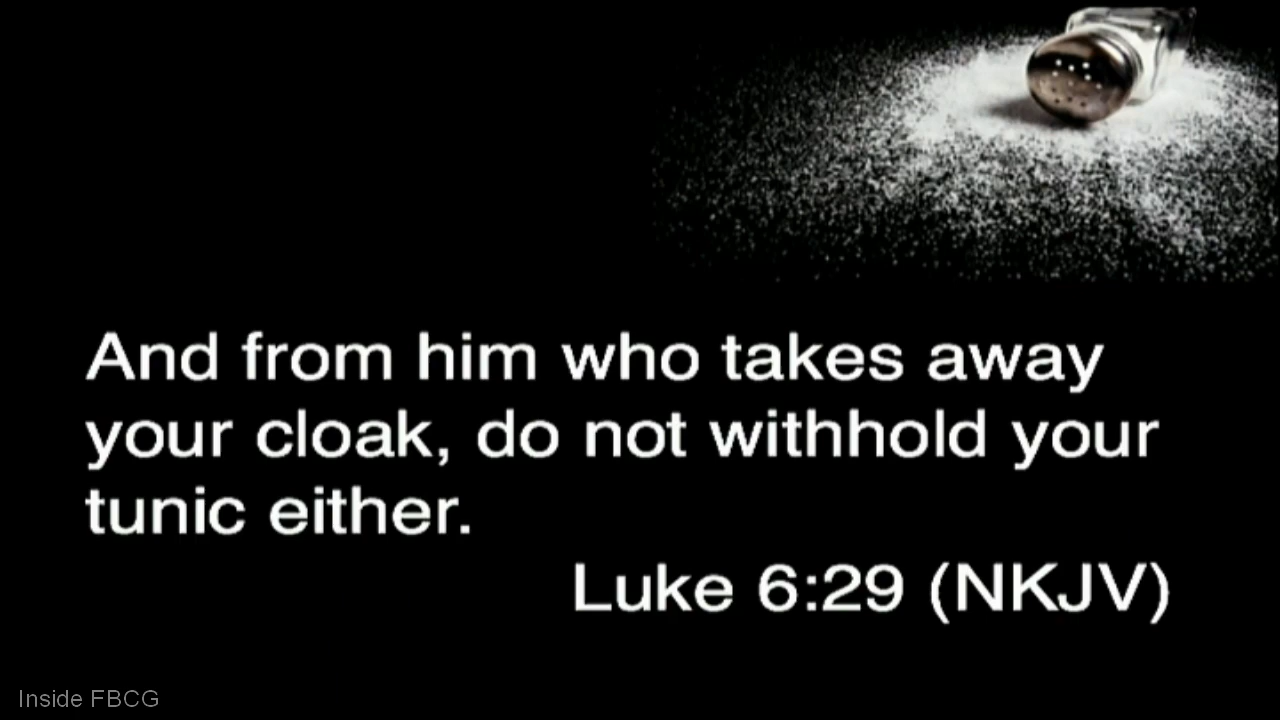 And from him who takes away
your cloak, do not withhold your
tunic either.
Luke 6:29 (NKJV)
Inside FBCG